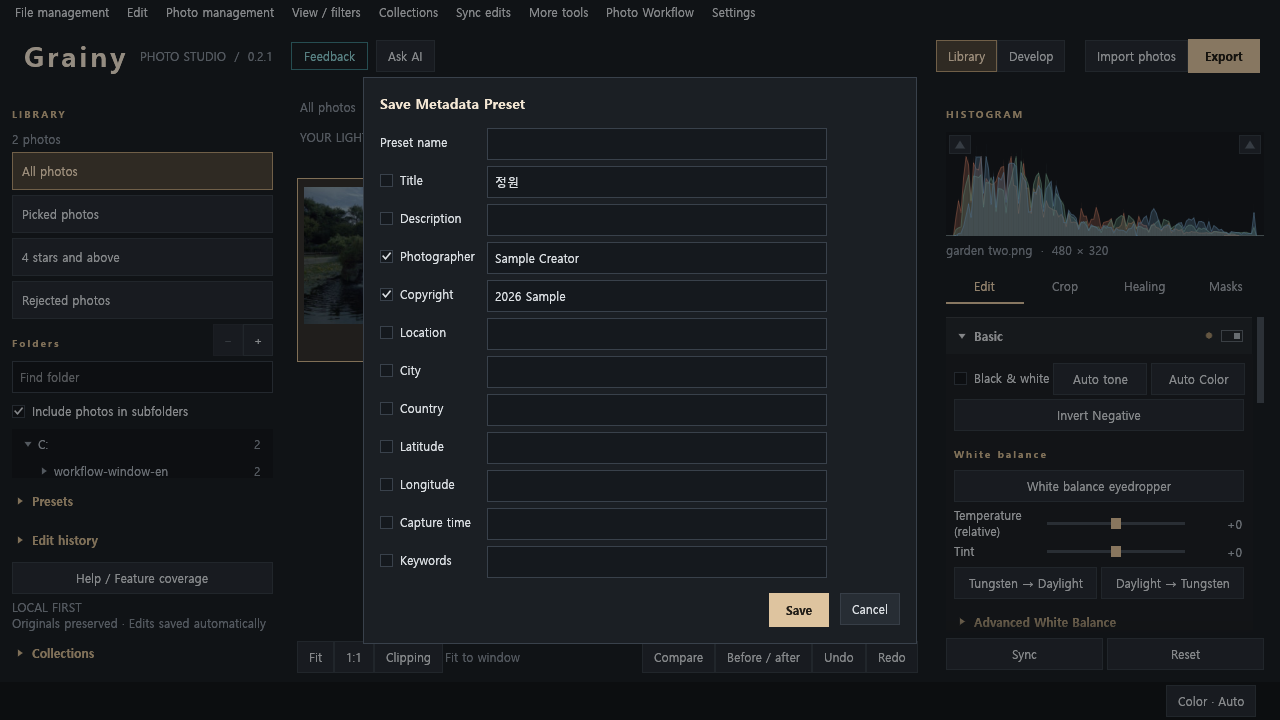 File management Edit Photo management View / filters Collections Sync edits More tools Photo Workflow Settings
Grainy PHOTO STUDIO / 0.2.1 Feedback Ask AI Library Develop Import photos Export
LIBRARY
2 photos
All photos
Picked photos
4 stars and above
Rejected photos
Folders − +
Find folder
Include photos in subfolders
C: 2
workflow-window-en 2
Presets
Edit history
Help / Feature coverage
LOCAL FIRST
Originals preserved · Edits saved automatically
Collections
All photos
YOUR LIGH
Save Metadata Preset
Preset name
Title 정원
Description
Photographer Sample Creator
Copyright 2026 Sample
Location
City
Country
Latitude
Longitude
Capture time
Keywords
Save Cancel
Fit 1:1 Clipping Fit to window Compare Before / after Undo Redo
HISTOGRAM
garden two.png · 480 × 320
Edit Crop Healing Masks
Basic
Black & white Auto tone Auto Color
Invert Negative
White balance
White balance eyedropper
Temperature (relative) +0
Tint +0
Tungsten → Daylight Daylight → Tungsten
Advanced White Balance
Sync Reset
Color · Auto